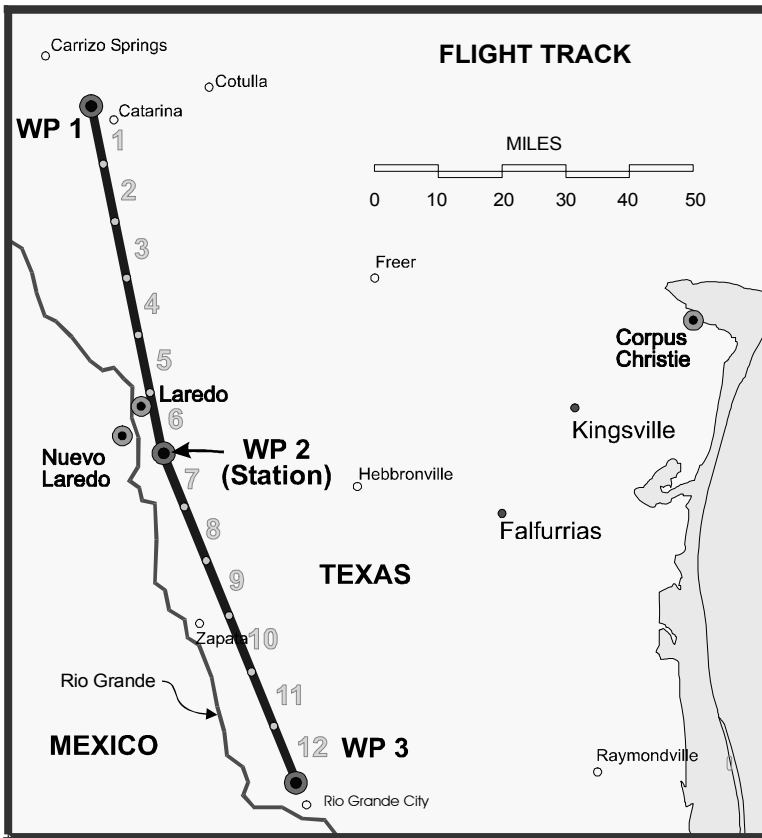 Carrizo Springs
FLIGHT TRACK
Cotulla
Catarina
WP 1
1
MILES
2
0 10 20 30 40 50
3
Freer
4
Corpus
Christie
5
Laredo
6
Kingsville
WP 2
(Station)
Nuevo
Laredo
7
Hebbronville
8
Falfurrias
9
TEXAS
Zapata
10
Rio Grande
11
MEXICO
12
WP 3
Raymondville
Rio Grande City